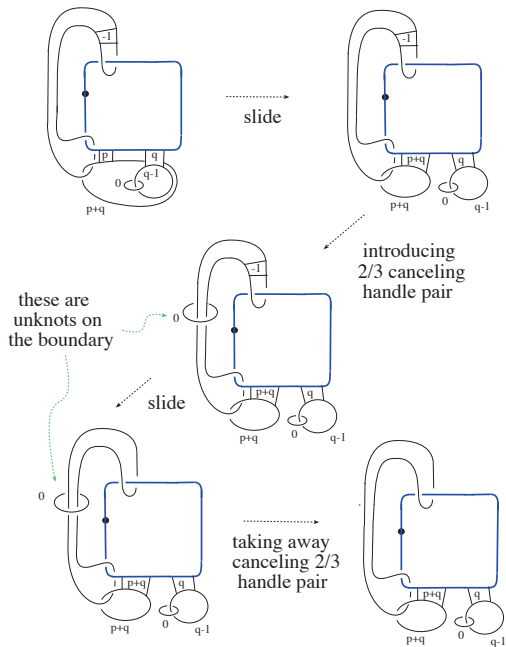 -1
p
q
q-1
0
p+q
slide
-1
p+q
q
p+q
0
q-1
introducing
2/3 canceling
handle pair
these are
unknots on
the boundary
0
-1
p+q
q
p+q
0
q-1
slide
0
p+q
q
p+q
0
q-1
taking away
canceling 2/3
handle pair
p+q
q
p+q
0
q-1